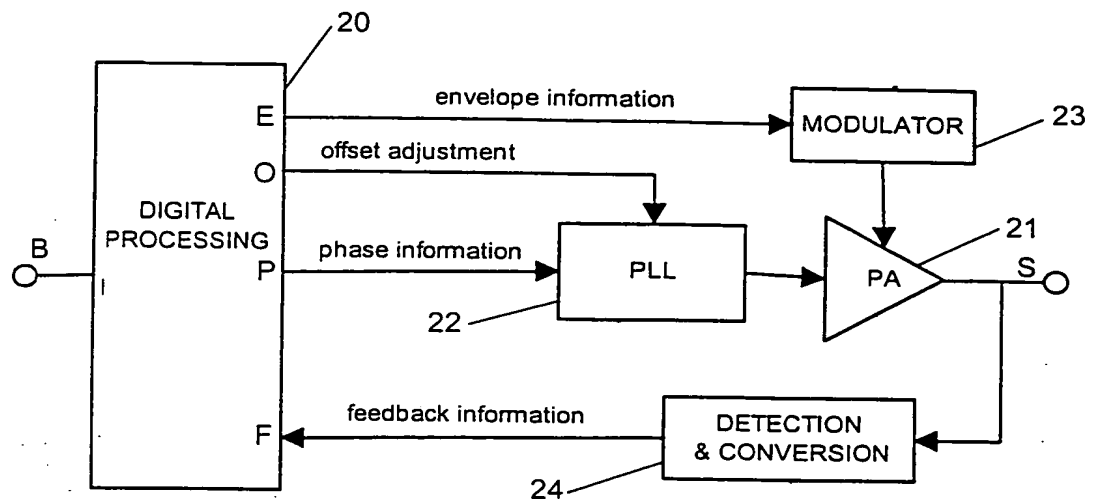 20
E
envelope information
MODULATOR
23
O
offset adjustment
DIGITAL
PROCESSING
B
I
P
phase information
PLL
22
PA
21
S
F
feedback information
DETECTION
& CONVERSION
24